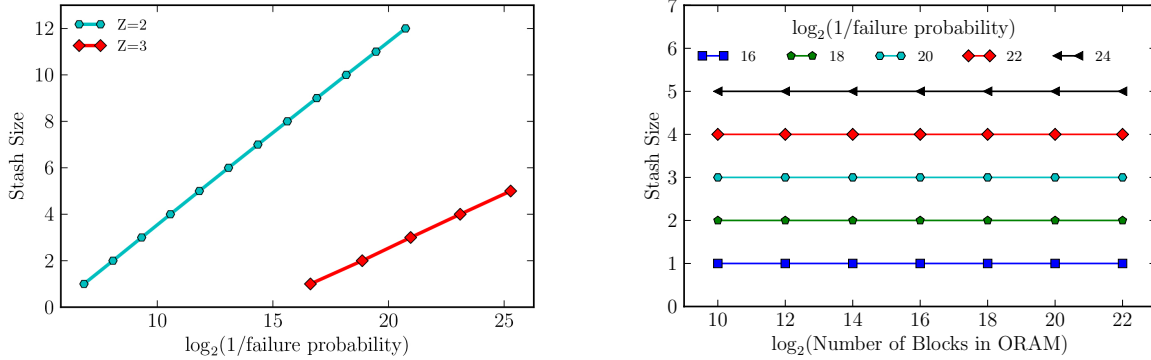 12
10
8
6
4
2
0
Stash Size
Z=2
Z=3
10 15 20 25
log₂(1/failure probability)
7
6
5
4
3
2
1
0
Stash Size
log₂(1/failure probability)
16 18 20 22 24
10 12 14 16 18 20 22
log₂(Number of Blocks in ORAM)